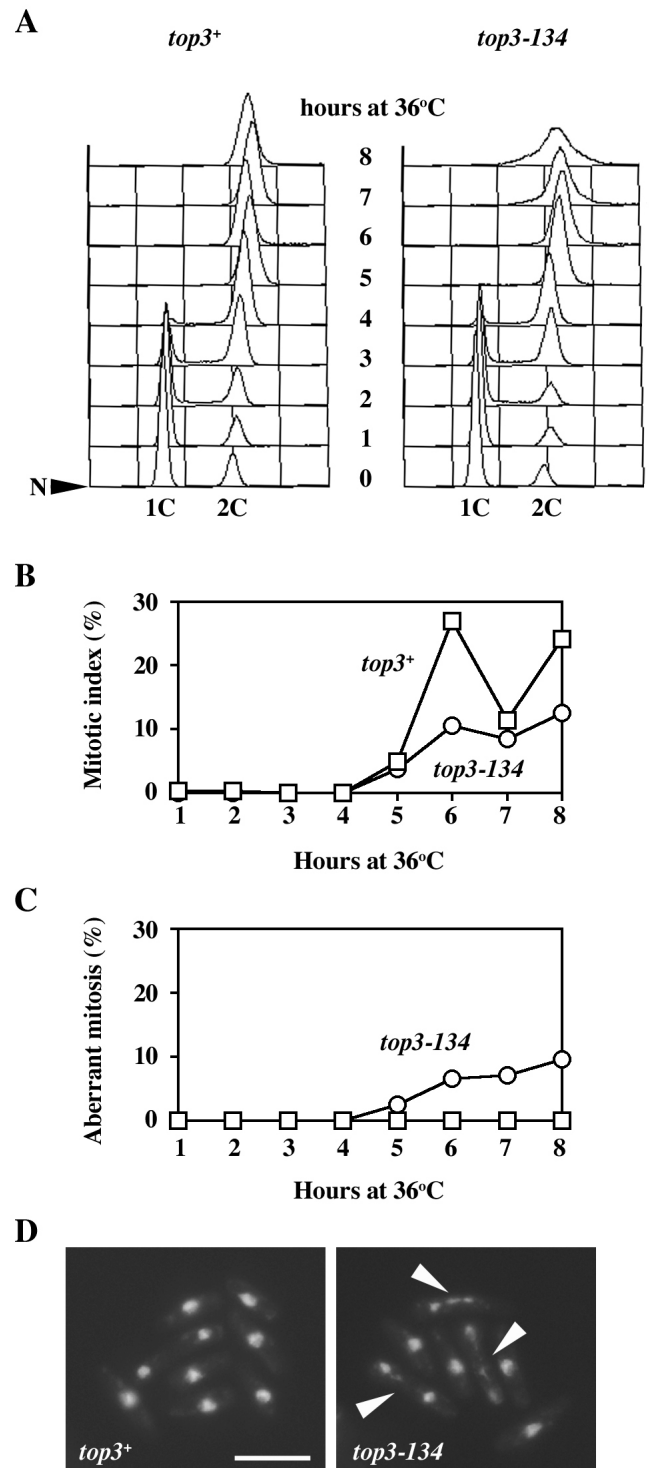 A
top3+ top3-134
hours at 36°C
8
7
6
5
4
3
2
1
0
N
1C 2C 1C 2C
B
Mitotic index (%)
30
20
10
0
top3+
top3-134
1 2 3 4 5 6 7 8
Hours at 36°C
C
Aberrant mitosis (%)
30
20
10
0
top3-134
1 2 3 4 5 6 7 8
Hours at 36°C
D
top3+ top3-134